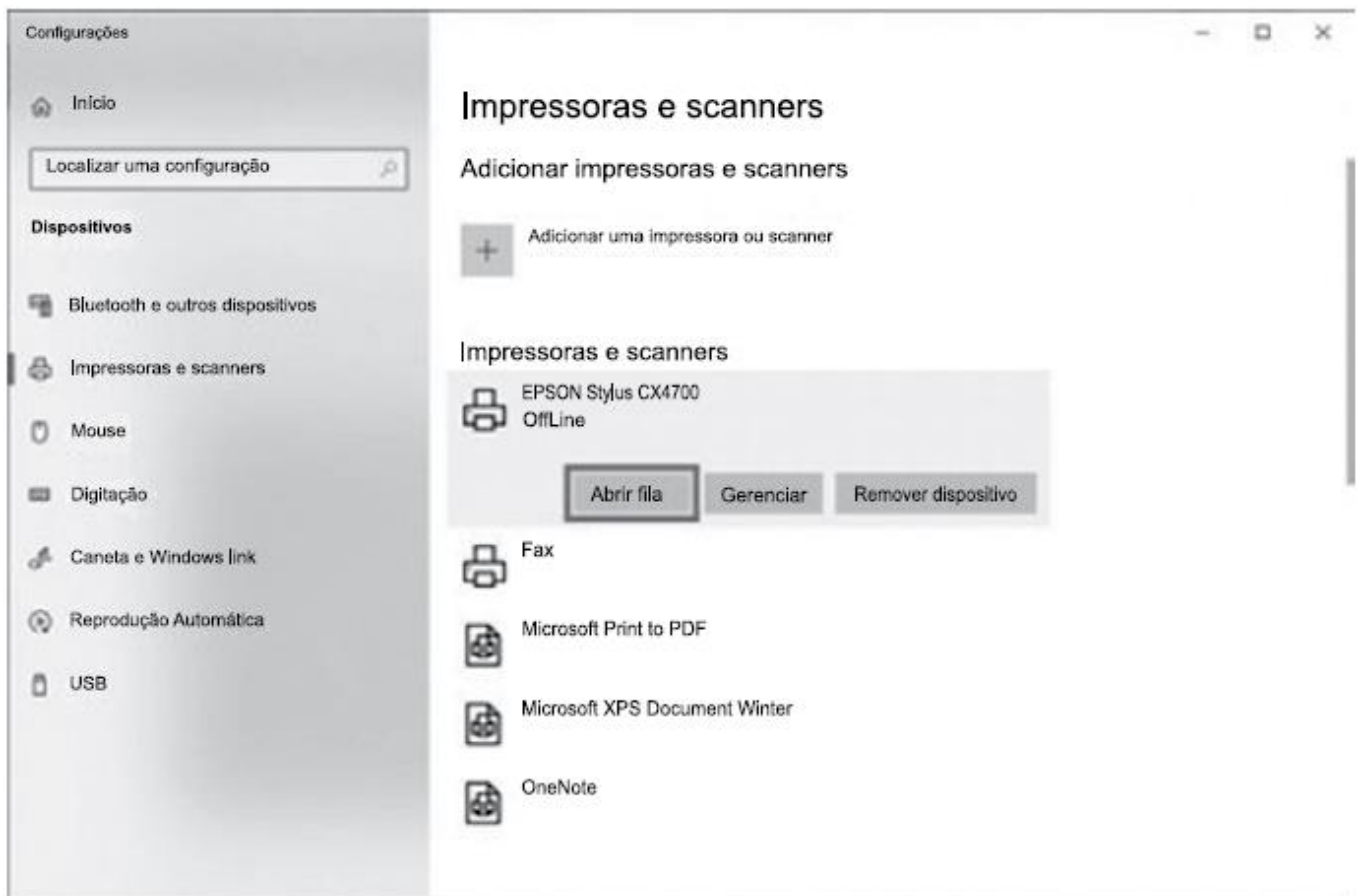 Configurações
Início
Localizar uma configuração
Dispositivos
Bluetooth e outros dispositivos
Impressoras e scanners
Mouse
Digitação
Caneta e Windows link
Reprodução Automática
USB
Impressoras e scanners
Adicionar impressoras e scanners
Adicionar uma impressora ou scanner
Impressoras e scanners
EPSON Stylus CX4700
OffLine
Abrir fila Gerenciar Remover dispositivo
Fax
Microsoft Print to PDF
Microsoft XPS Document Winter
OneNote